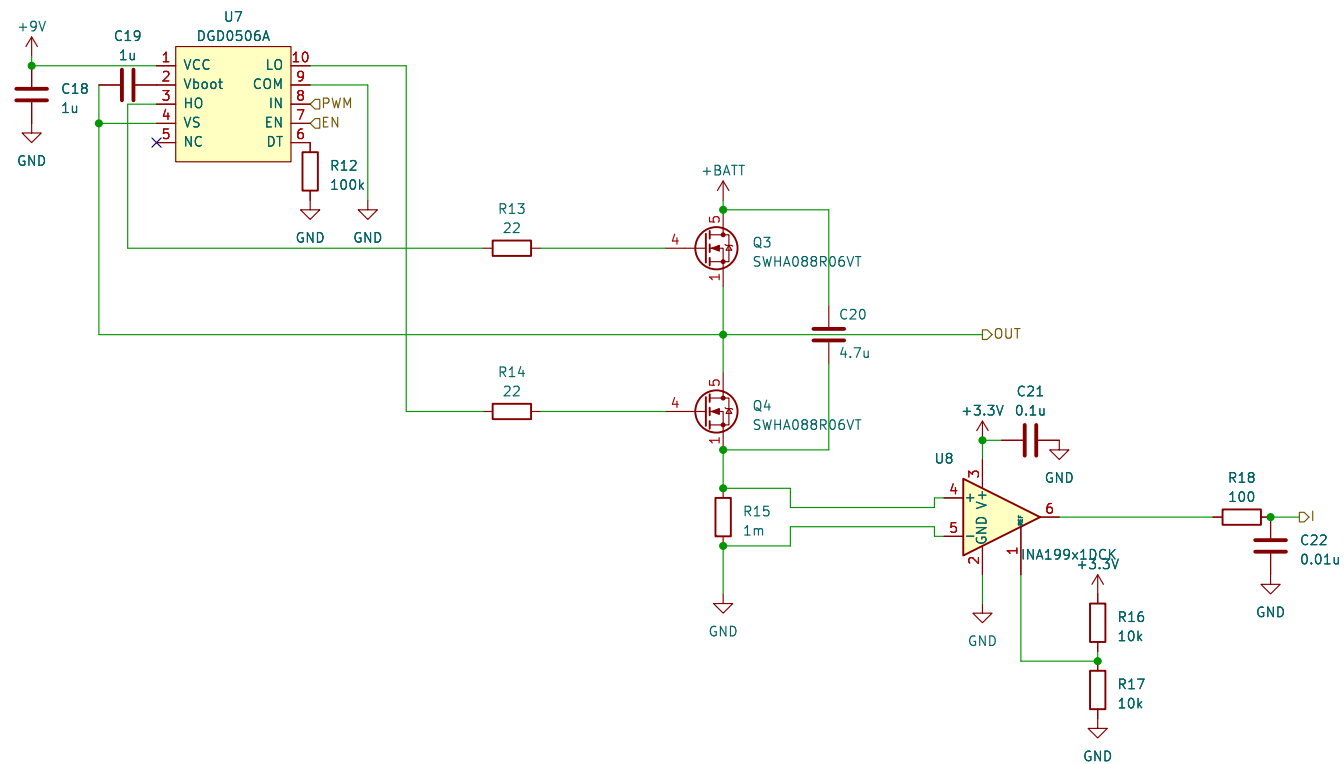 +9V
C18
1u
GND
C19
1u
U7
DGD0506A
1 VCC LO 10
2 Vboot COM 9
3 HO IN 8 PWM
4 VS EN 7 EN
5 NC DT 6
R12
100k
GND
GND
R13
22
+BATT
5
4
1
Q3
SWHA088R06VT
C20
4.7u
OUT
R14
22
5
4
1
Q4
SWHA088R06VT
R15
1m
GND
U8
+3.3V
C21
0.1u
GND
3
4 + V+
5 - GND
REF
6
2
1
INA199x1DCK
GND
+3.3V
R16
10k
R17
10k
GND
R18
100
I
C22
0.01u
GND